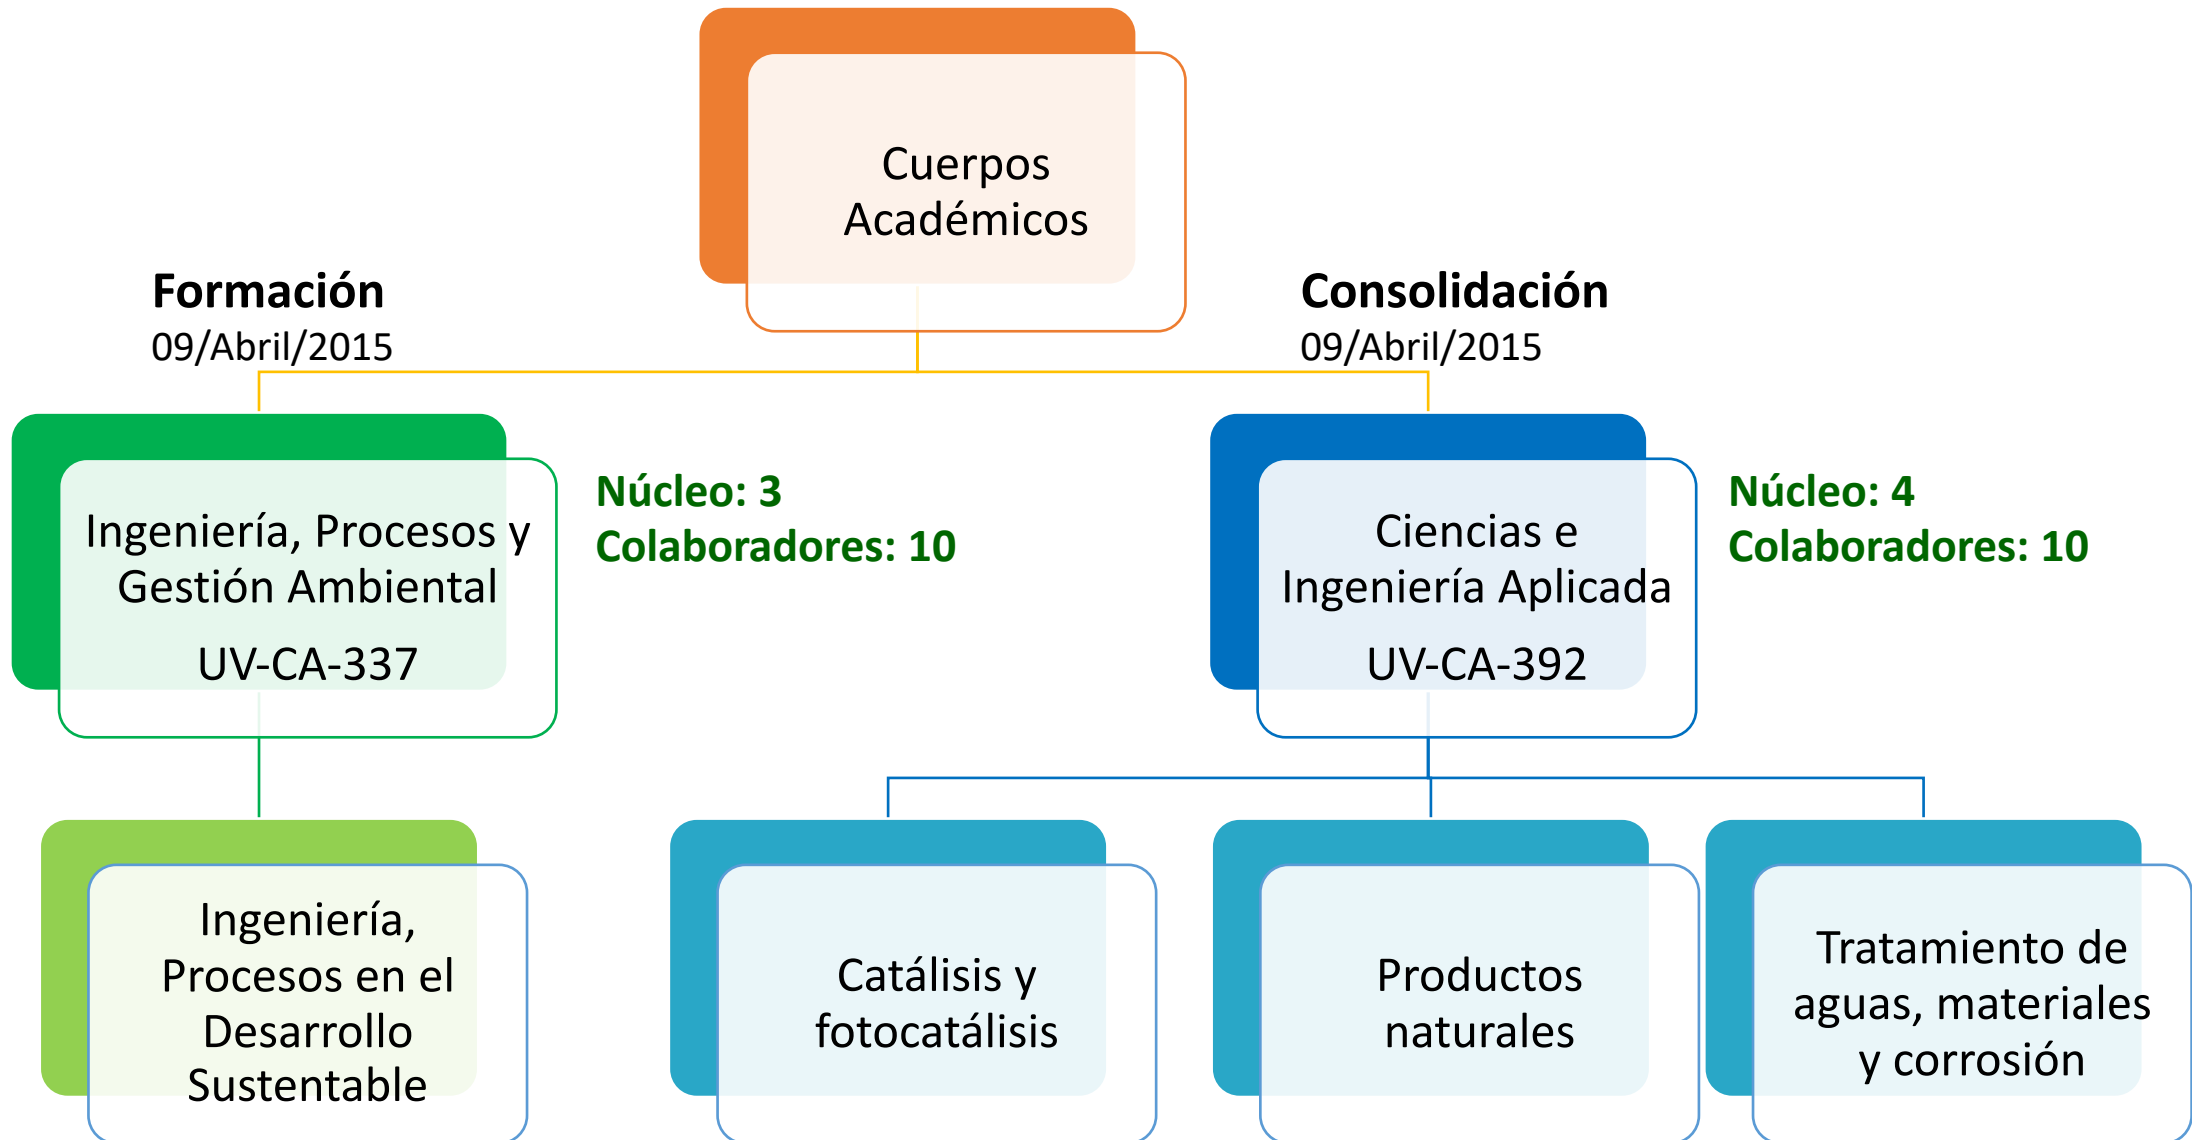 Cuerpos
Académicos
Formación
09/Abril/2015
Consolidación
09/Abril/2015
Ingeniería, Procesos y
Gestión Ambiental
UV-CA-337
Núcleo: 3
Colaboradores: 10
Ciencias e
Ingeniería Aplicada
UV-CA-392
Núcleo: 4
Colaboradores: 10
Ingeniería,
Procesos en el
Desarrollo
Sustentable
Catálisis y
fotocatálisis
Productos
naturales
Tratamiento de
aguas, materiales
y corrosión